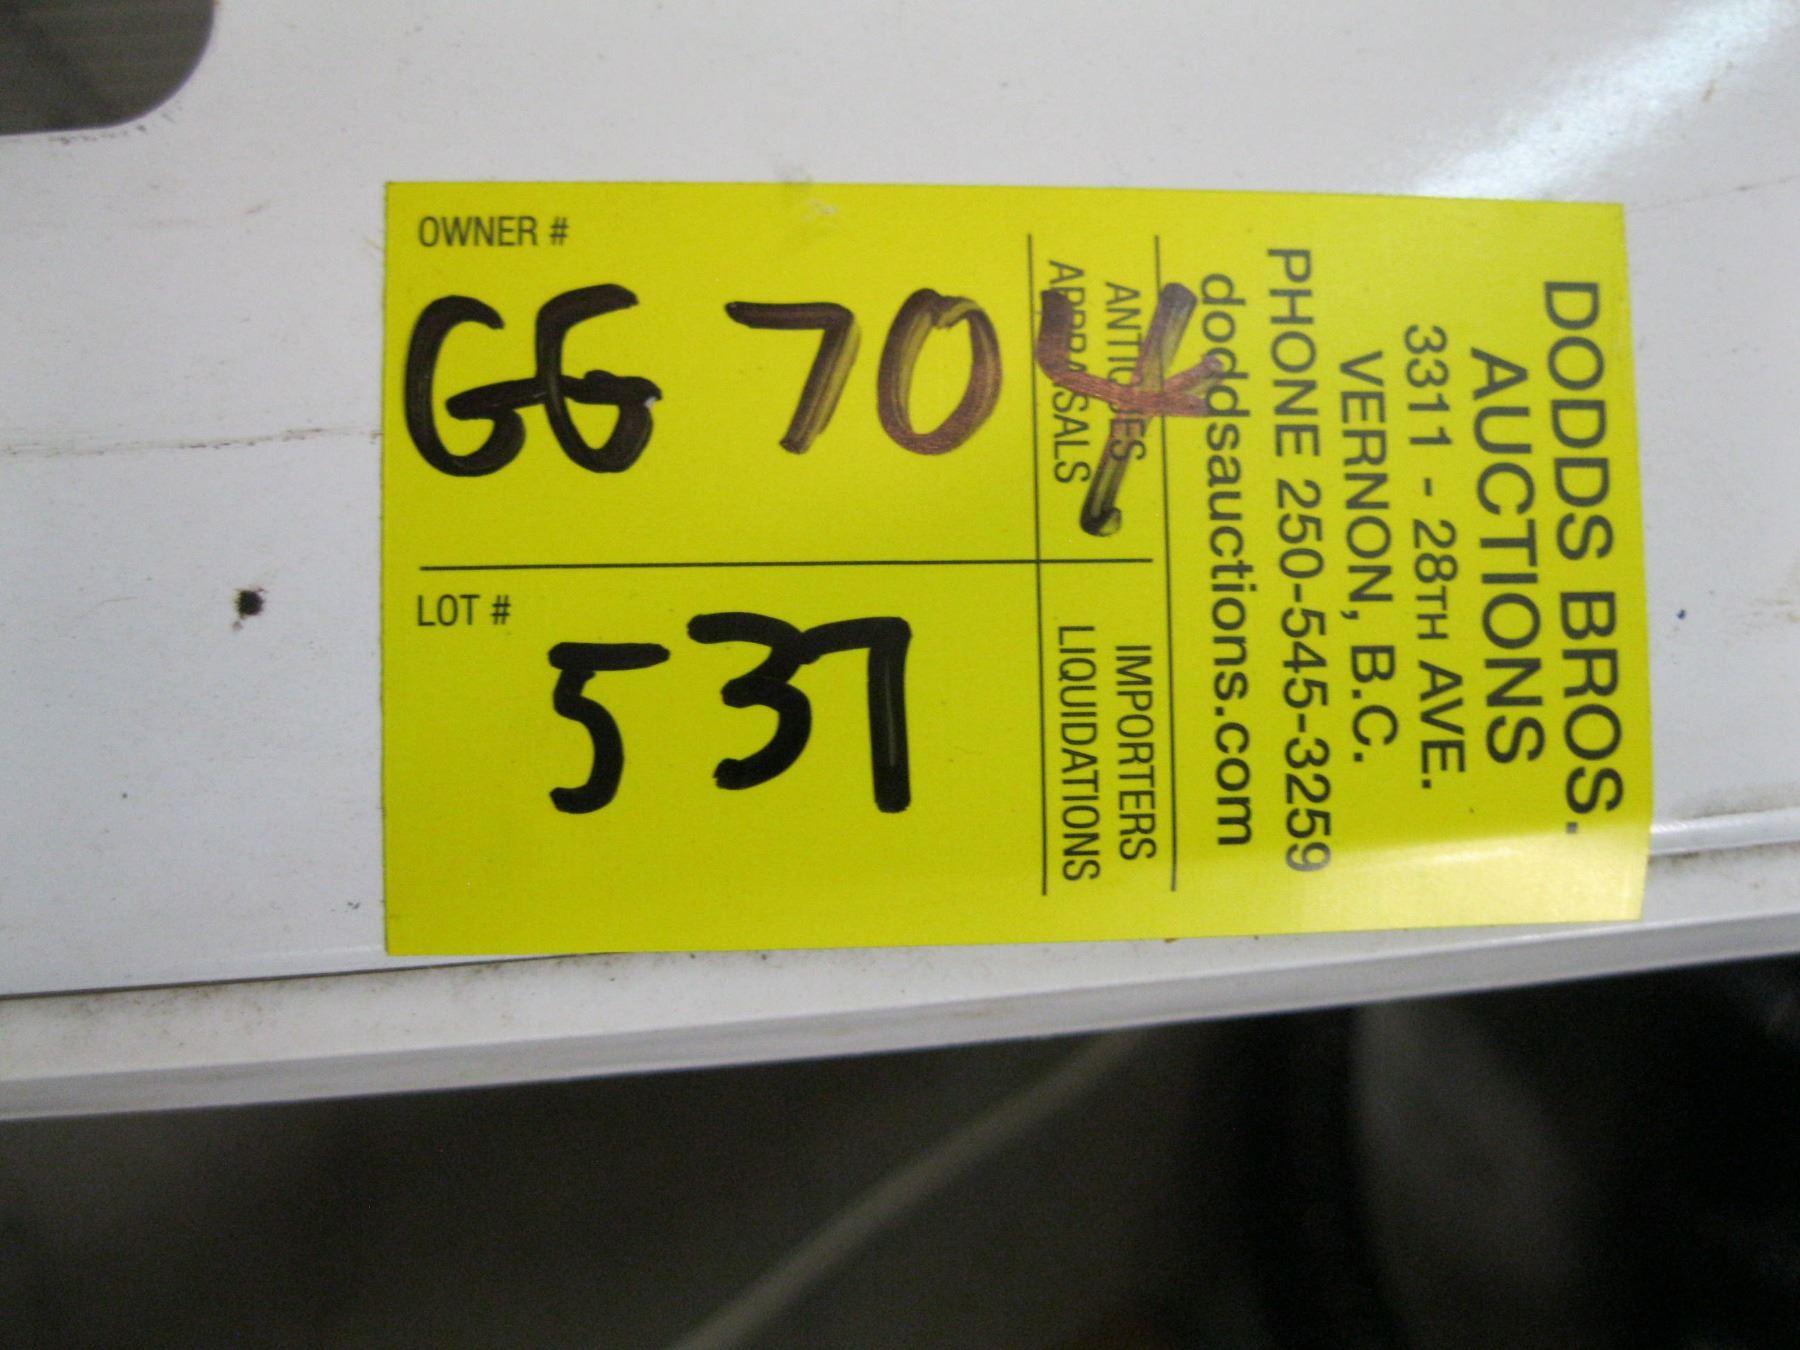 DODDS BROS.
AUCTIONS
3311 - 28TH AVE.
VERNON, B.C.
PHONE 250-545-3259
doddsauctions.com
ANTIQUES IMPORTERS
APPRAISALS LIQUIDATIONS
OWNER #
GG 704
LOT #
537